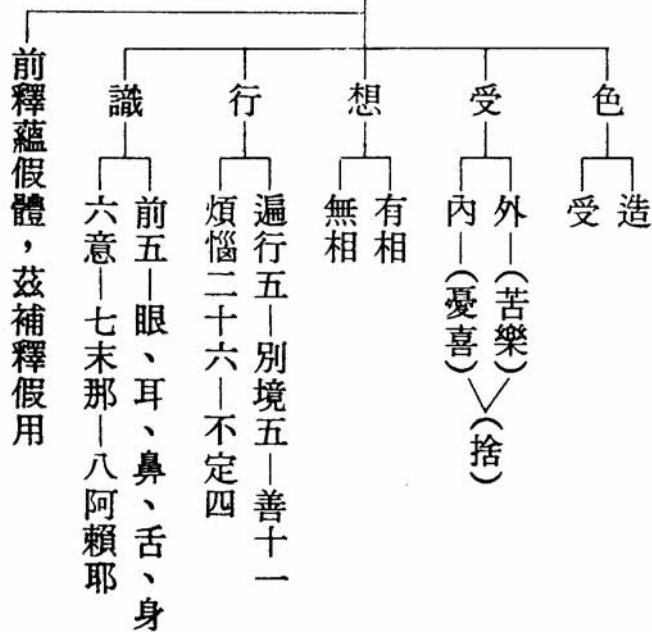 色
造
受
受
外—(苦樂)
內—(憂喜)
(捨)
想
有相
無相
行
遍行五—別境五—善十一
煩惱二十六—不定四
識
前五—眼、耳、鼻、舌、身
六意—七末那—八阿賴耶
前釋蘊假體，茲補釋假用